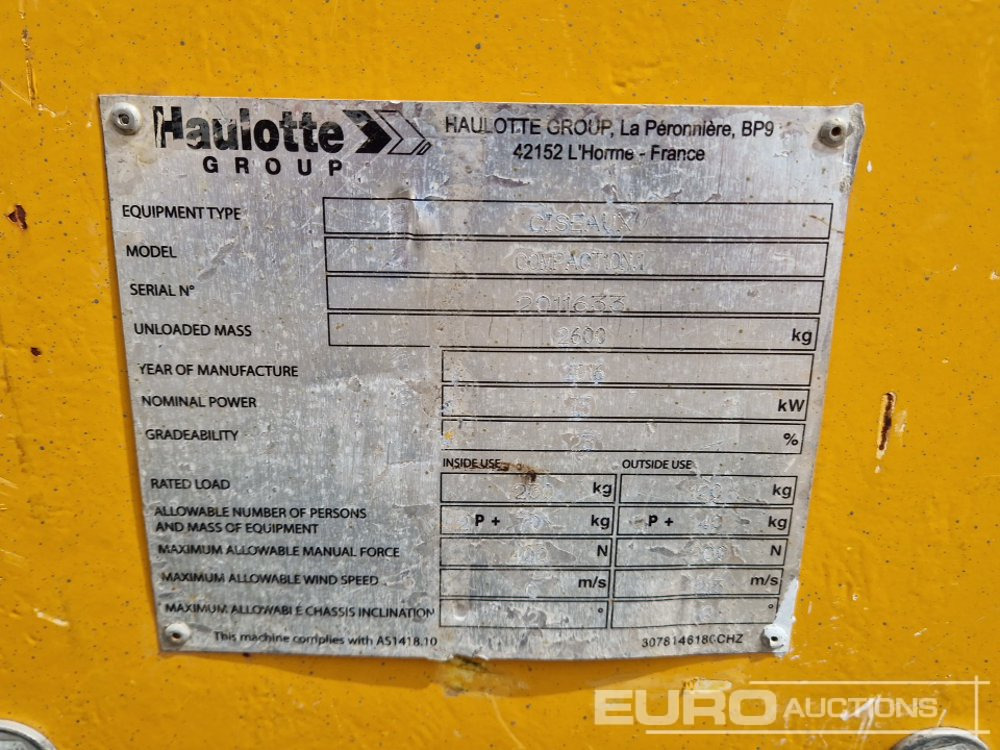 Haulotte
GROUP
HAULOTTE GROUP, La Péronnière, BP9
42152 L'Horme - France
EQUIPMENT TYPE CISEAUX
MODEL
SERIAL N° 2011633
UNLOADED MASS 2600 kg
YEAR OF MANUFACTURE
NOMINAL POWER kW
GRADEABILITY %
INSIDE USE OUTSIDE USE
RATED LOAD kg kg
ALLOWABLE NUMBER OF PERSONS
AND MASS OF EQUIPMENT P + kg P + kg
MAXIMUM ALLOWABLE MANUAL FORCE N N
MAXIMUM ALLOWABLE WIND SPEED m/s m/s
MAXIMUM ALLOWABLE CHASSIS INCLINATION ° °
This machine complies with AS1418.10
EURO AUCTIONS